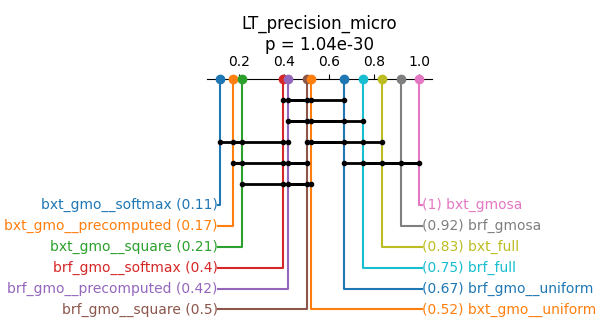 LT_precision_micro
p = 1.04e-30
0.2 0.4 0.6 0.8 1.0
bxt_gmo__softmax (0.11) (1) bxt_gmosa
bxt_gmo__precomputed (0.17) (0.92) brf_gmosa
bxt_gmo__square (0.21) (0.83) bxt_full
brf_gmo__softmax (0.4) (0.75) brf_full
brf_gmo__precomputed (0.42) (0.67) brf_gmo__uniform
brf_gmo__square (0.5) (0.52) bxt_gmo__uniform